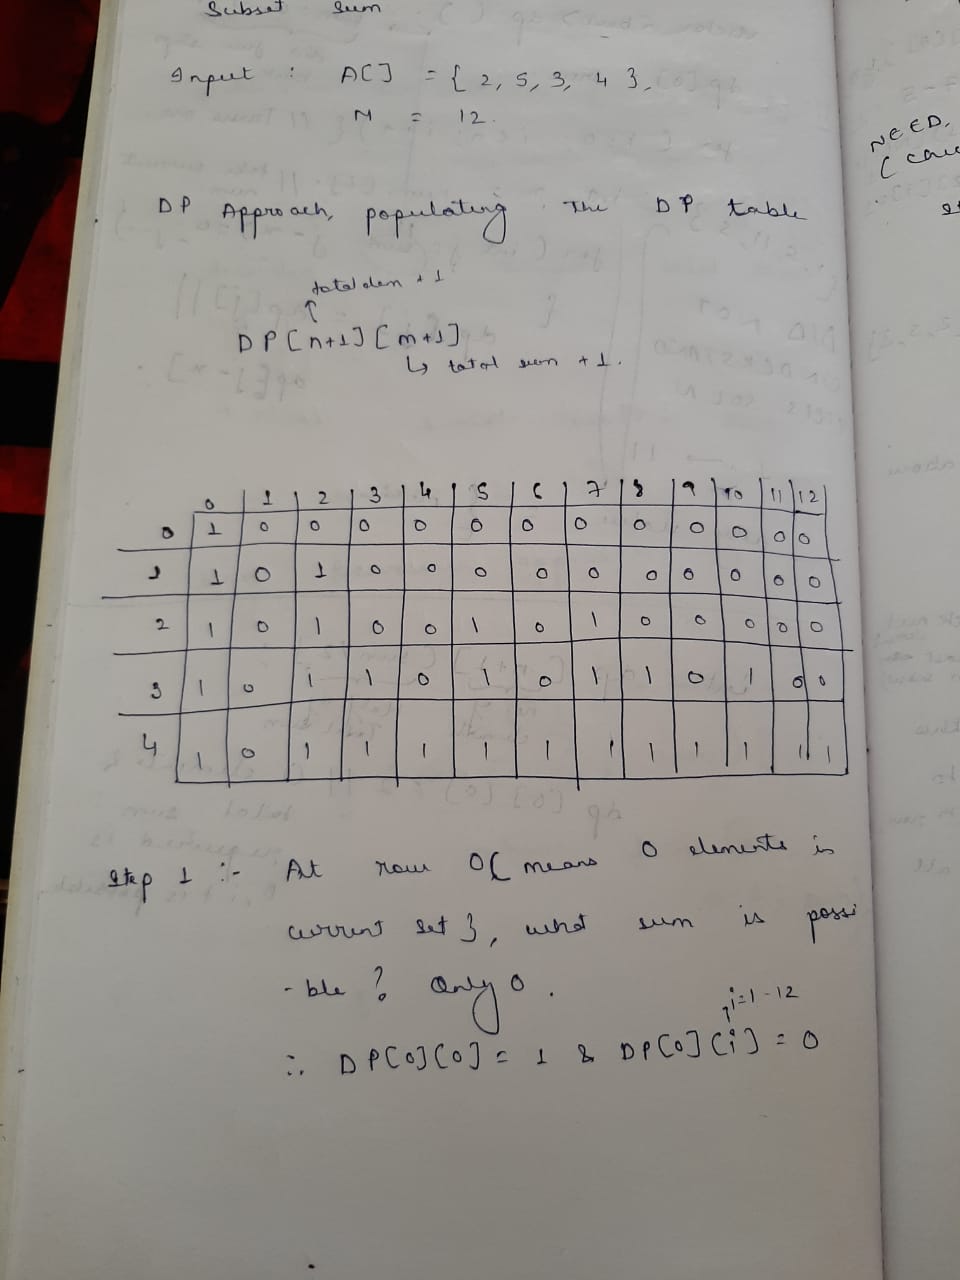 Subset Sum
Input : A[] = { 2, 5, 3, 4 },
M = 12.
DP Approach, populating the DP table
total elem + 1
DP[n+1][m+1]
↳ total sum + 1.
0 1 2 3 4 5 6 7 8 9 10 11 12
0 1 0 0 0 0 0 0 0 0 0 0 0 0
1 1 0 1 0 0 0 0 0 0 0 0 0 0
2 1 0 1 0 0 1 0 1 0 0 0 0 0
3 1 0 1 1 0 1 0 1 1 0 1 0 0
4 1 0 1 1 1 1 1 1 1 1 1 1 1
Step 1 :- At row 0 { means 0 elements is
current set }, what sum is possi
-ble ? Only 0.
i=1-12
∴ DP[0][0] = 1 & DP[0][i] = 0
NEED,